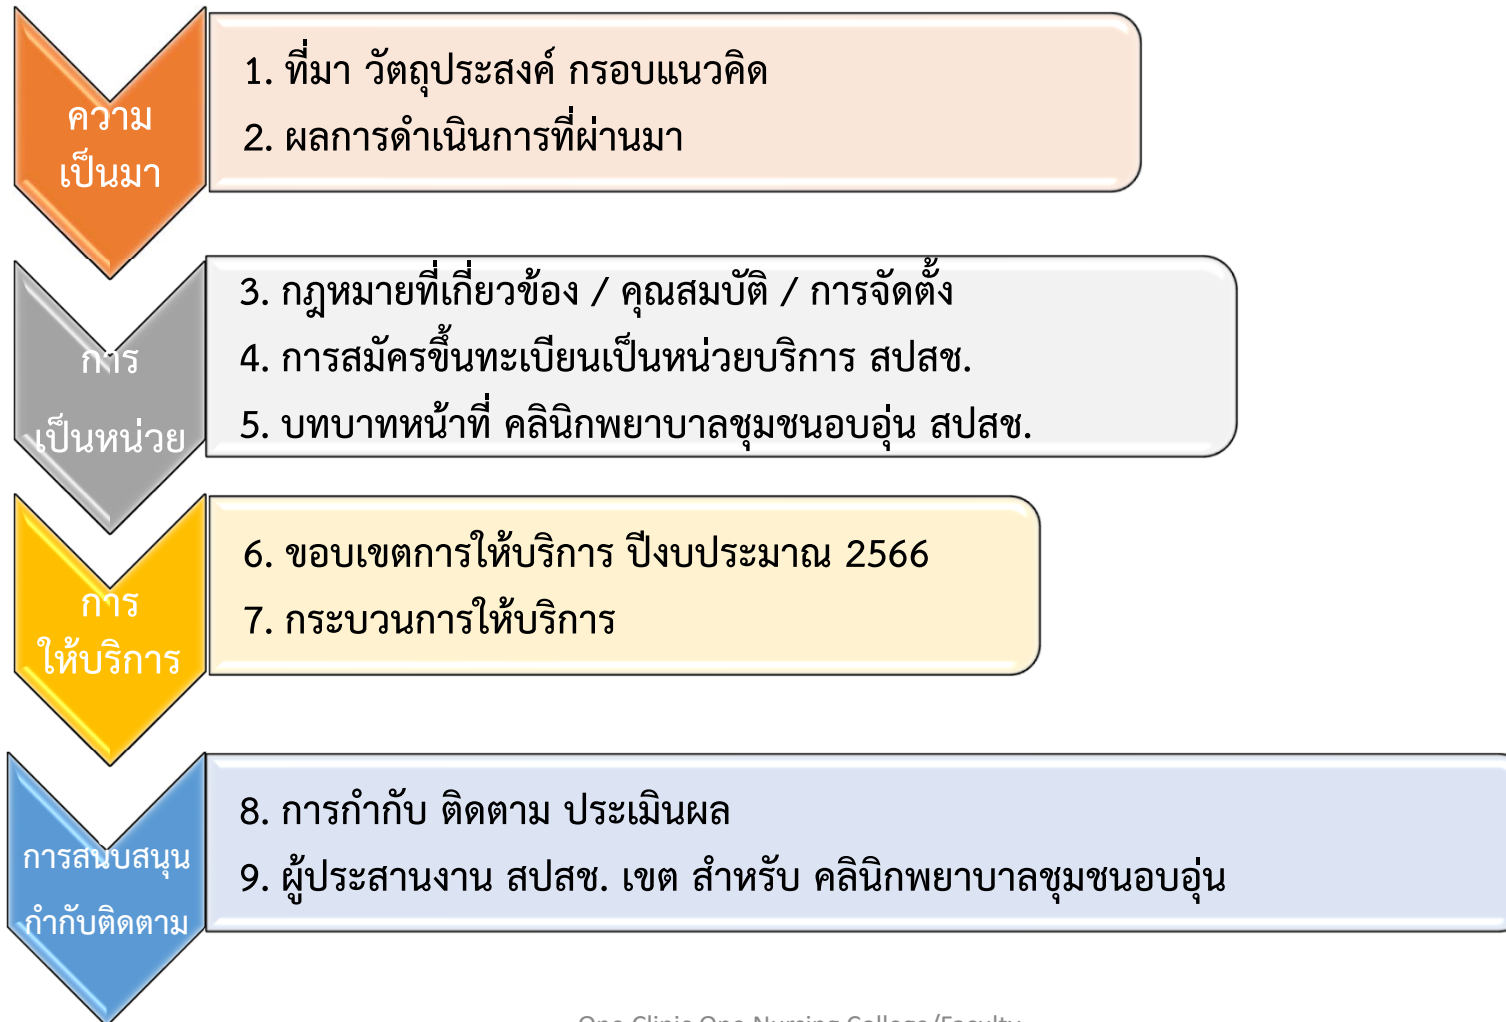 ความ
เป็นมา
1. ที่มา วัตถุประสงค์ กรอบแนวคิด
2. ผลการดำเนินการที่ผ่านมา
การ
เป็นหน่วย
3. กฎหมายที่เกี่ยวข้อง / คุณสมบัติ / การจัดตั้ง
4. การสมัครขึ้นทะเบียนเป็นหน่วยบริการ สปสช.
5. บทบาทหน้าที่ คลินิกพยาบาลชุมชนอบอุ่น สปสช.
การ
ให้บริการ
6. ขอบเขตการให้บริการ ปีงบประมาณ 2566
7. กระบวนการให้บริการ
การสนับสนุน
กำกับติดตาม
8. การกำกับ ติดตาม ประเมินผล
9. ผู้ประสานงาน สปสช. เขต สำหรับ คลินิกพยาบาลชุมชนอบอุ่น
One Clinic One Nursing College/Faculty